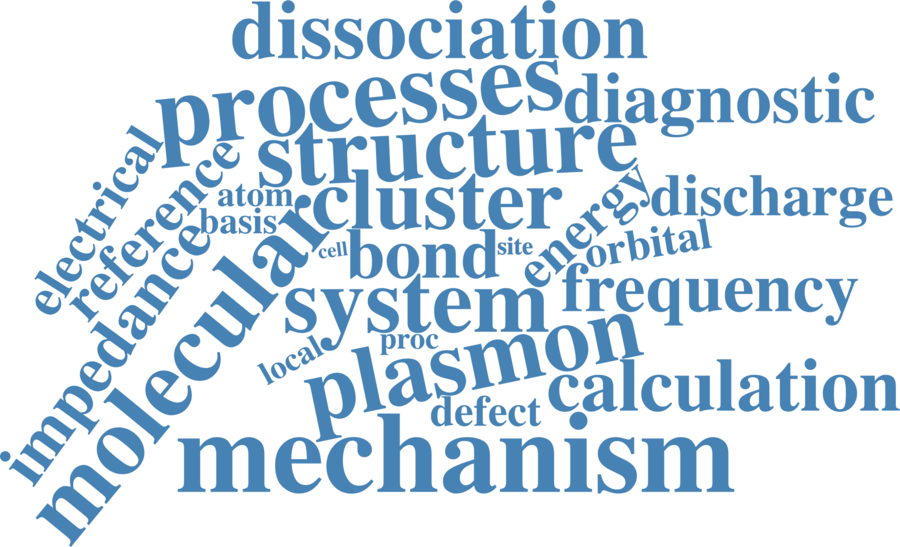 dissociation
processes
diagnostic
structure
electrical
reference
atom
cluster
energy
discharge
basis
impedance
molecular
cell
bond
site
orbital
system
frequency
proc
local
plasmon
calculation
defect
mechanism